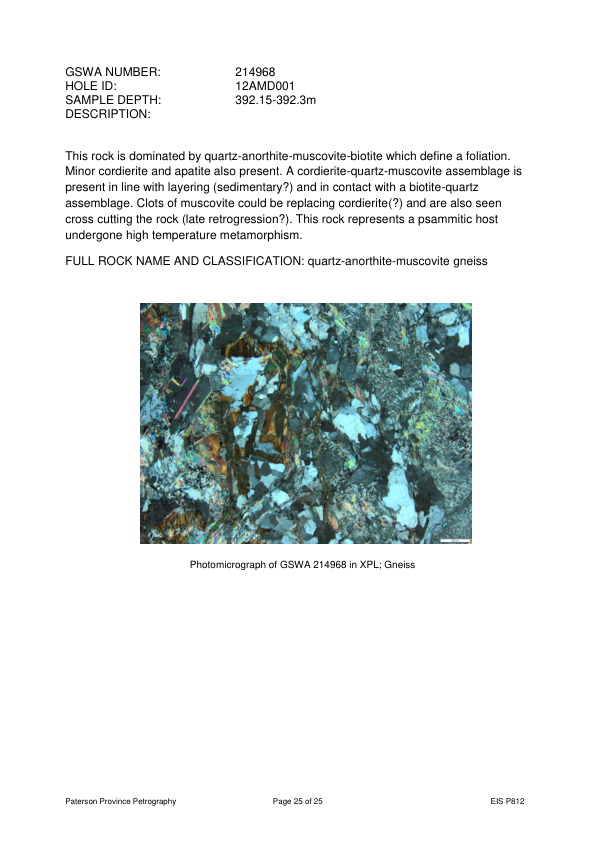 GSWA NUMBER: 214968
HOLE ID: 12AMD001
SAMPLE DEPTH: 392.15-392.3m
DESCRIPTION:
This rock is dominated by quartz-anorthite-muscovite-biotite which define a foliation.
Minor cordierite and apatite also present. A cordierite-quartz-muscovite assemblage is
present in line with layering (sedimentary?) and in contact with a biotite-quartz
assemblage. Clots of muscovite could be replacing cordierite(?) and are also seen
cross cutting the rock (late retrogression?). This rock represents a psammitic host
undergone high temperature metamorphism.
FULL ROCK NAME AND CLASSIFICATION: quartz-anorthite-muscovite gneiss
Photomicrograph of GSWA 214968 in XPL; Gneiss
Paterson Province Petrography Page 25 of 25 EIS P812